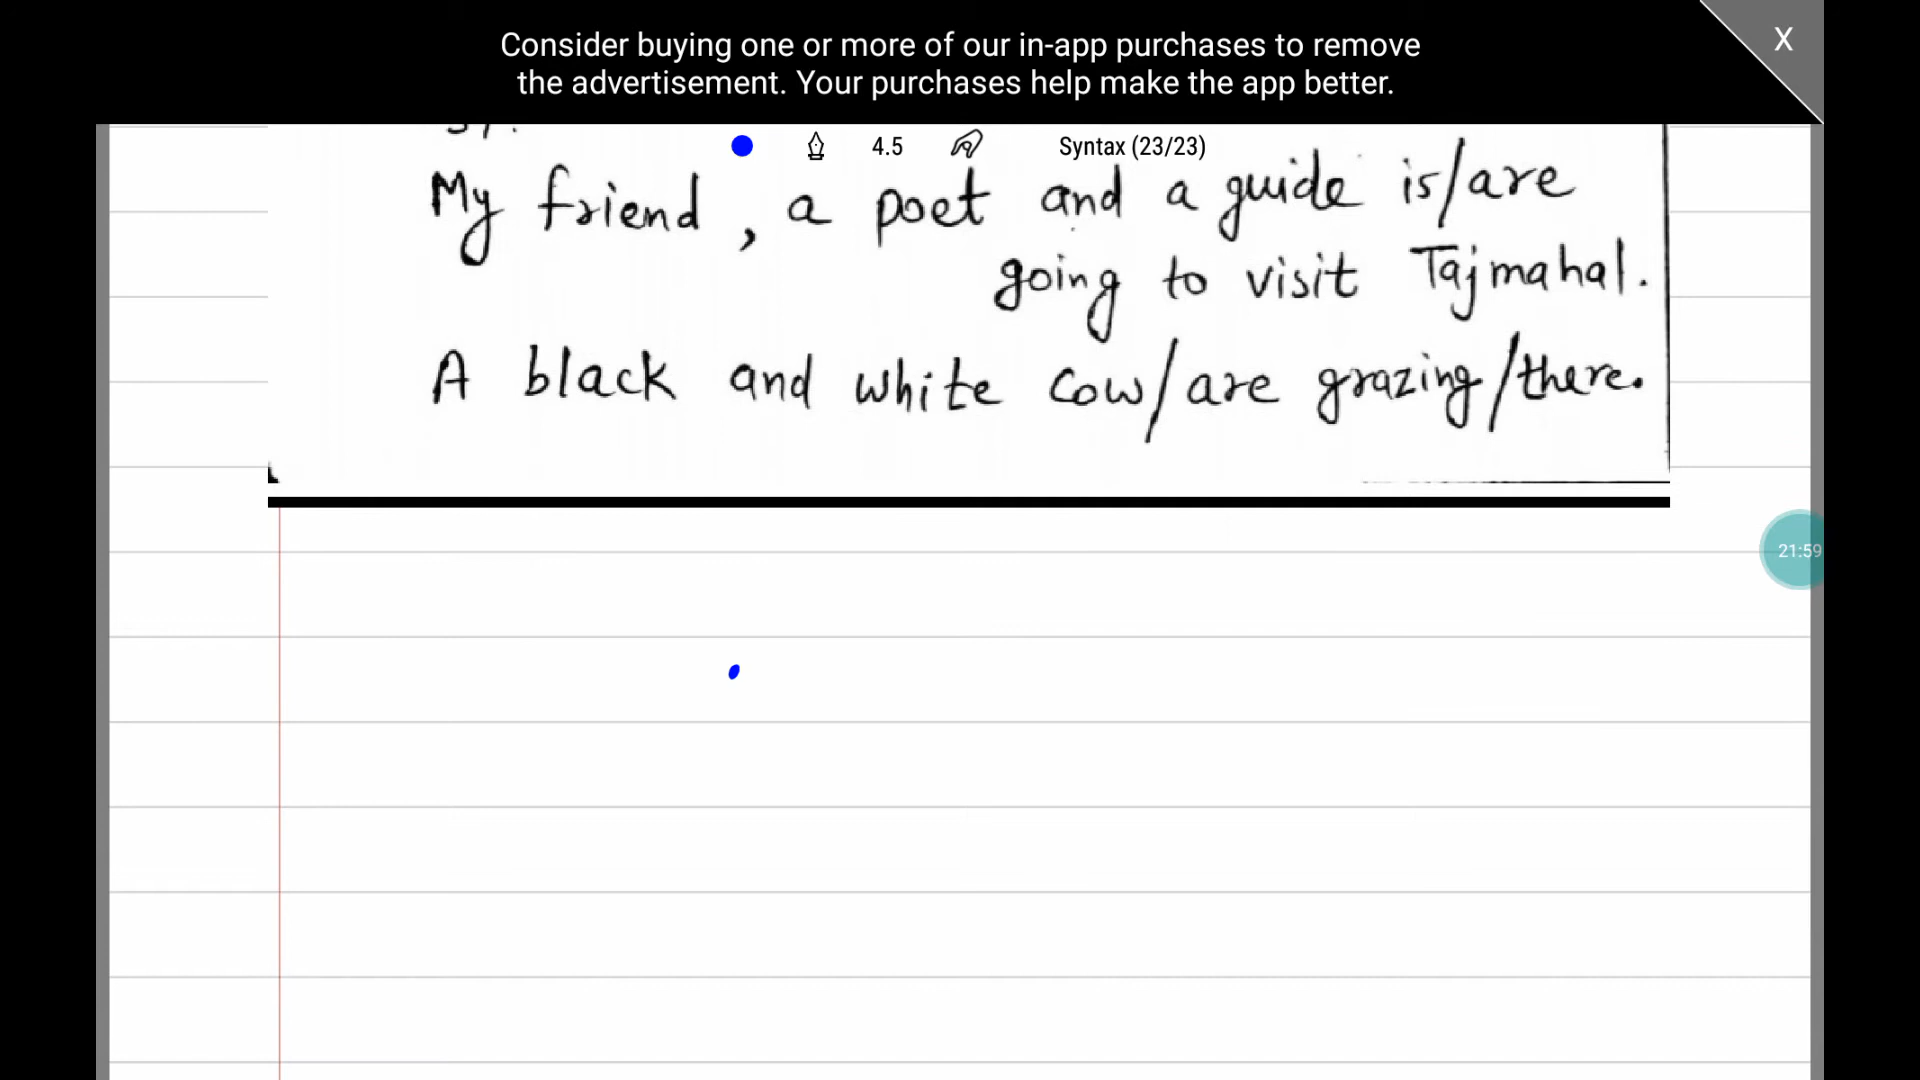 Consider buying one or more of our in-app purchases to remove
the advertisement. Your purchases help make the app better.
X
4.5 Syntax (23/23)
My friend, a poet and a guide is/are
going to visit Tajmahal.
A black and white cow/are grazing/there.
21:59